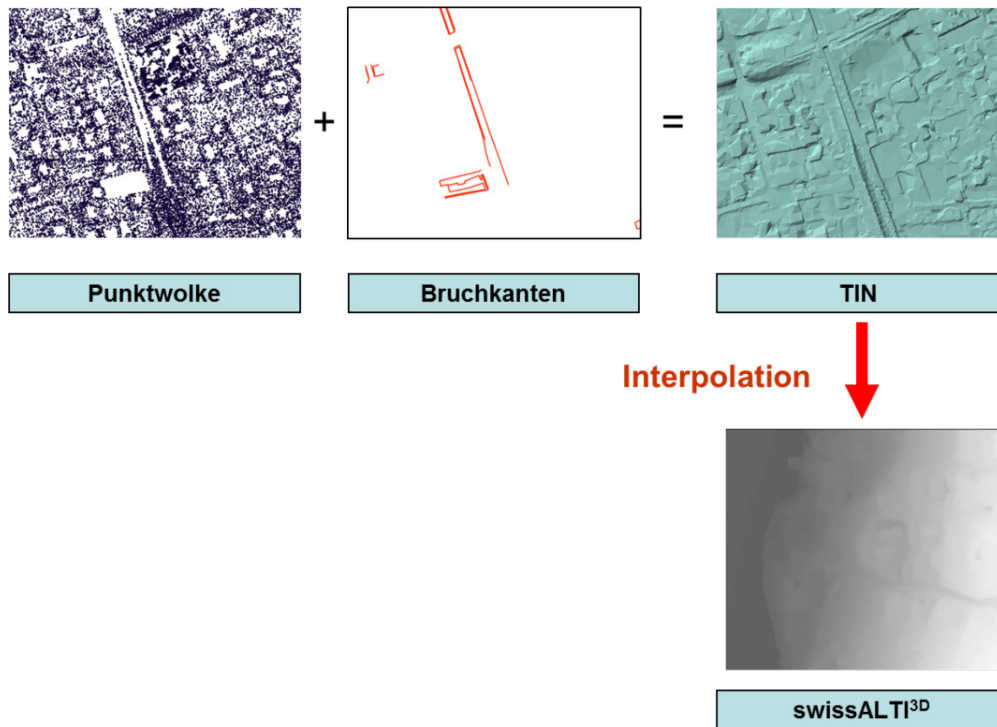 +
=
Punktwolke
Bruchkanten
TIN
Interpolation
swissALTI³ᴰ